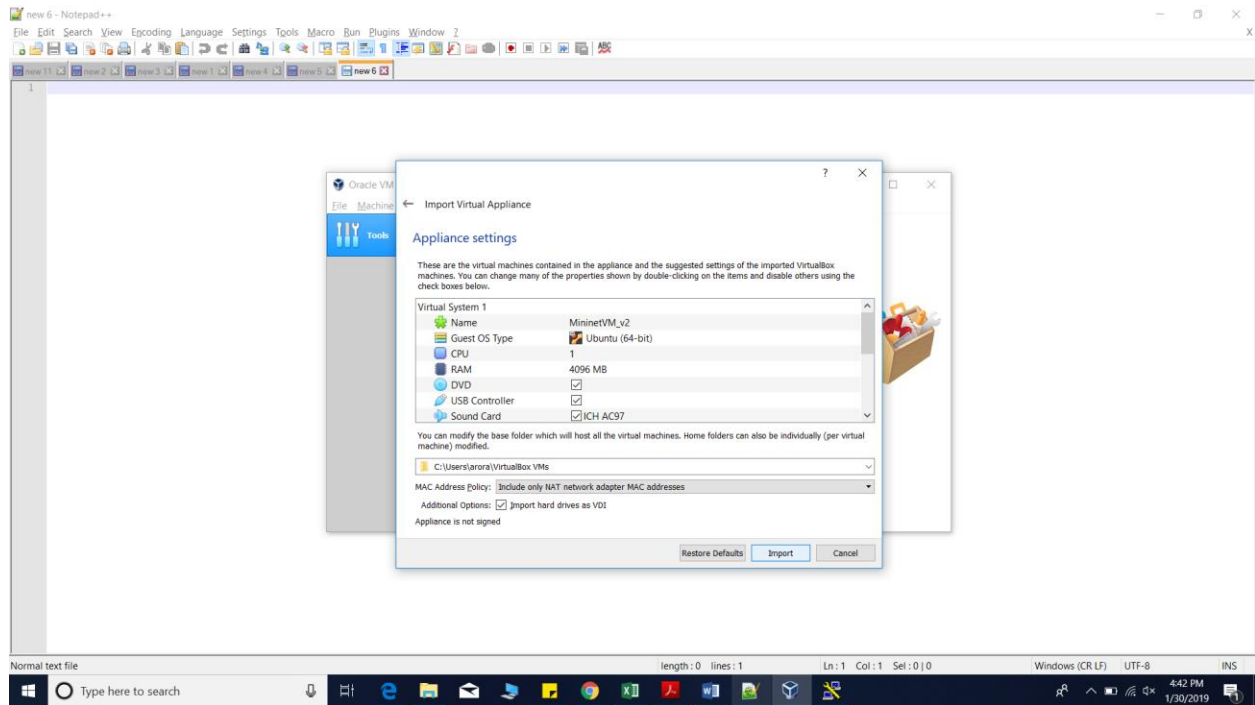 new 6 - Notepad++
File Edit Search View Encoding Language Settings Tools Macro Run Plugins Window ?
X
new 11 new 2 new 3 new 1 new 4 new 5 new 6
1
Oracle VM
File Machine
Tools
?
Import Virtual Appliance
Appliance settings
These are the virtual machines contained in the appliance and the suggested settings of the imported VirtualBox
machines. You can change many of the properties shown by double-clicking on the items and disable others using the
check boxes below.
Virtual System 1
Name MininetVM_v2
Guest OS Type Ubuntu (64-bit)
CPU 1
RAM 4096 MB
DVD
USB Controller
Sound Card ICH AC97
You can modify the base folder which will host all the virtual machines. Home folders can also be individually (per virtual
machine) modified.
C:\Users\arora\VirtualBox VMs
MAC Address Policy: Include only NAT network adapter MAC addresses
Additional Options: Import hard drives as VDI
Appliance is not signed
Restore Defaults Import Cancel
Normal text file length : 0 lines : 1 Ln : 1 Col : 1 Sel : 0 | 0 Windows (CR LF) UTF-8 INS
Type here to search
4:42 PM
1/30/2019